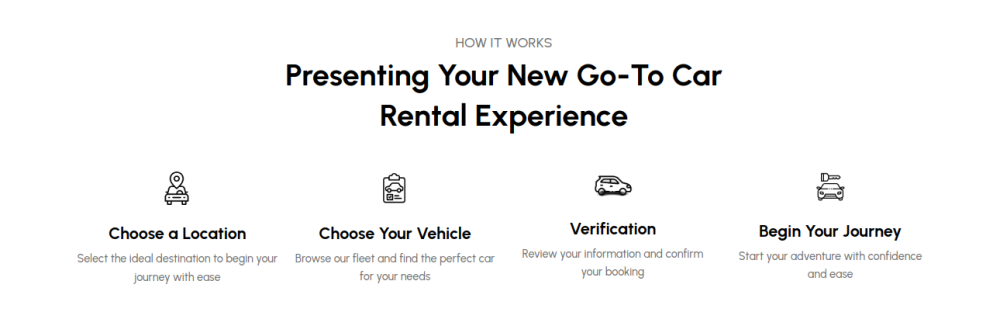 HOW IT WORKS
Presenting Your New Go-To Car
Rental Experience
Choose a Location
Select the ideal destination to begin your
journey with ease
Choose Your Vehicle
Browse our fleet and find the perfect car
for your needs
Verification
Review your information and confirm
your booking
Begin Your Journey
Start your adventure with confidence
and ease